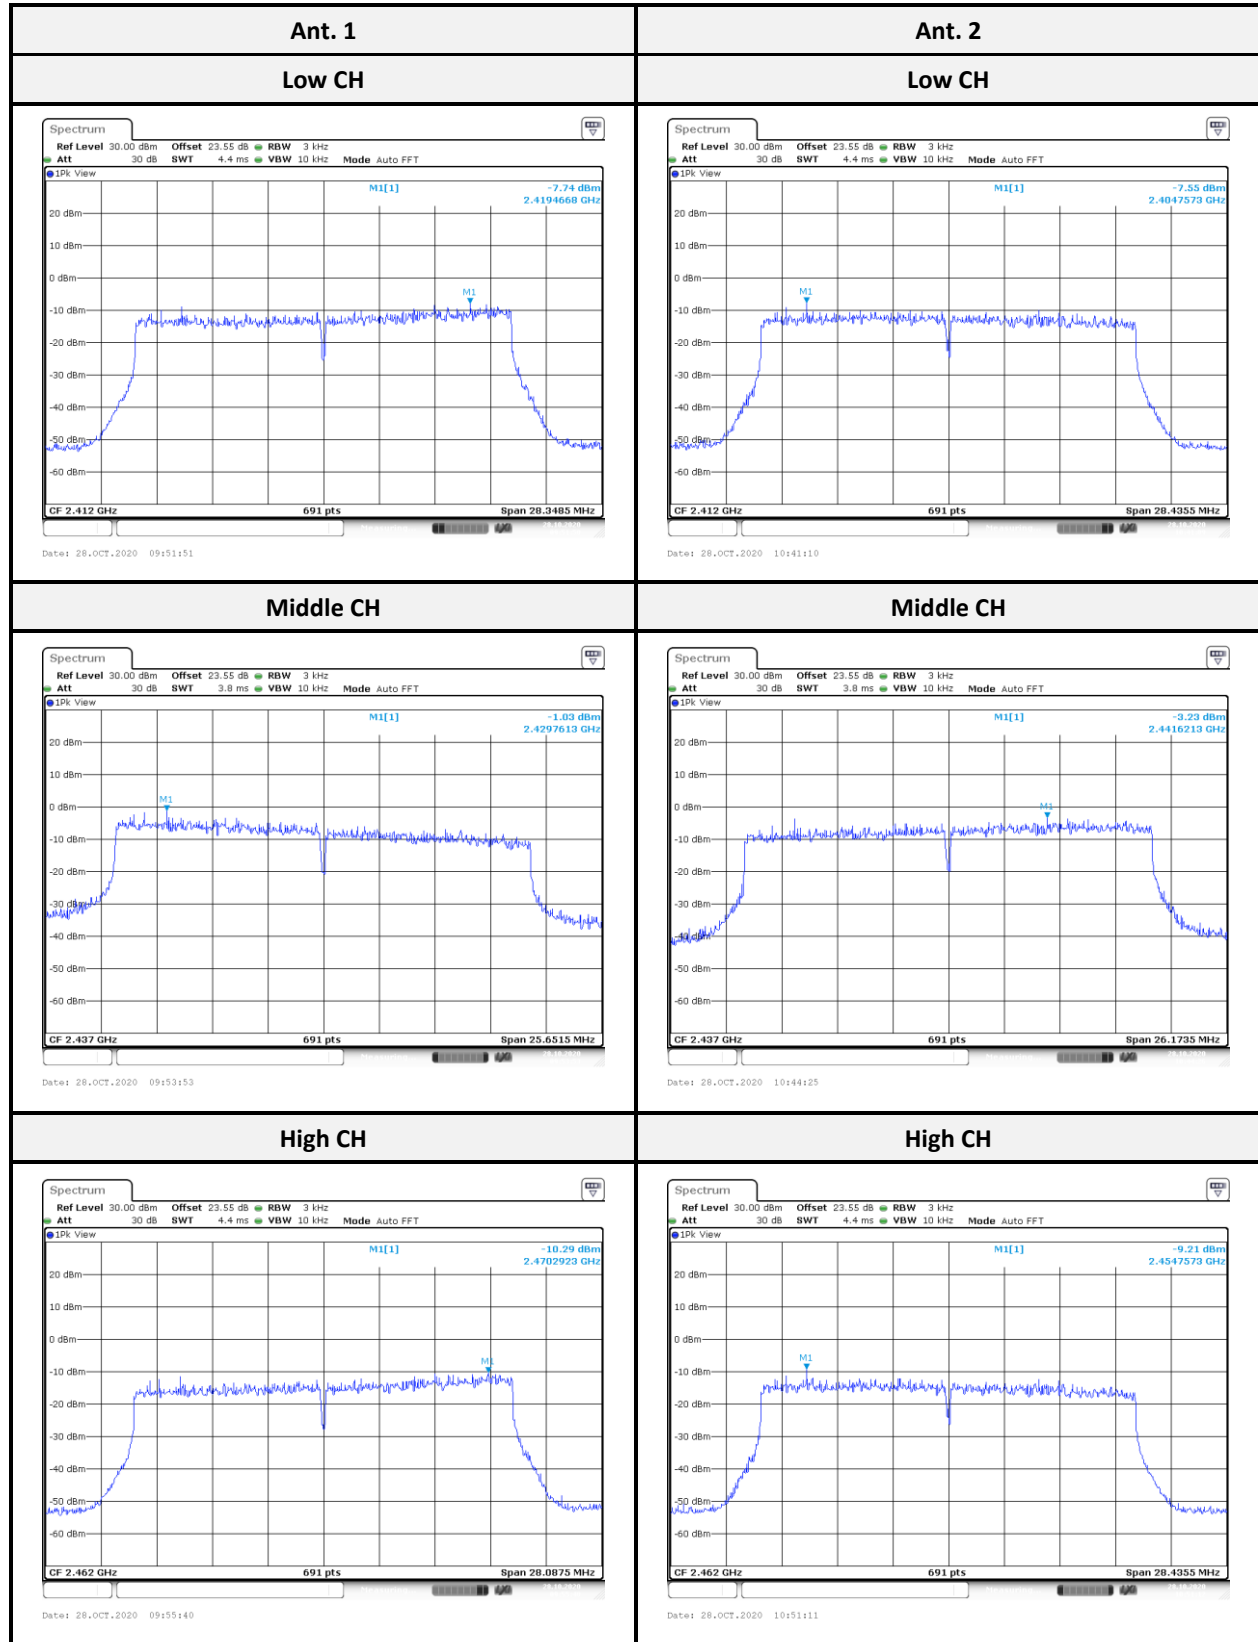 Ant. 1
Ant. 2
Low CH
Low CH
Spectrum
Ref Level 30.00 dBm Offset 23.55 dB RBW 3 kHz
Att 30 dB SWT 4.4 ms VBW 10 kHz Mode Auto FFT
1Pk View
M1[1] -7.74 dBm
2.4194668 GHz
20 dBm
10 dBm
0 dBm
M1
-10 dBm
-20 dBm
-30 dBm
-40 dBm
-50 dBm
-60 dBm
CF 2.412 GHz 691 pts Span 28.3485 MHz
Date: 28.OCT.2020 09:51:51
Spectrum
Ref Level 30.00 dBm Offset 23.55 dB RBW 3 kHz
Att 30 dB SWT 4.4 ms VBW 10 kHz Mode Auto FFT
1Pk View
M1[1] -7.55 dBm
2.4047573 GHz
20 dBm
10 dBm
0 dBm
M1
-10 dBm
-20 dBm
-30 dBm
-40 dBm
-50 dBm
-60 dBm
CF 2.412 GHz 691 pts Span 28.4355 MHz
Date: 28.OCT.2020 10:41:10
Middle CH
Middle CH
Spectrum
Ref Level 30.00 dBm Offset 23.55 dB RBW 3 kHz
Att 30 dB SWT 3.8 ms VBW 10 kHz Mode Auto FFT
1Pk View
M1[1] -1.03 dBm
2.4297613 GHz
20 dBm
10 dBm
0 dBm
M1
-10 dBm
-20 dBm
-30 dBm
-40 dBm
-50 dBm
-60 dBm
CF 2.437 GHz 691 pts Span 25.6515 MHz
Date: 28.OCT.2020 09:53:53
Spectrum
Ref Level 30.00 dBm Offset 23.55 dB RBW 3 kHz
Att 30 dB SWT 3.8 ms VBW 10 kHz Mode Auto FFT
1Pk View
M1[1] -3.23 dBm
2.4416213 GHz
20 dBm
10 dBm
0 dBm
M1
-10 dBm
-20 dBm
-30 dBm
-40 dBm
-50 dBm
-60 dBm
CF 2.437 GHz 691 pts Span 26.1735 MHz
Date: 28.OCT.2020 10:44:25
High CH
High CH
Spectrum
Ref Level 30.00 dBm Offset 23.55 dB RBW 3 kHz
Att 30 dB SWT 4.4 ms VBW 10 kHz Mode Auto FFT
1Pk View
M1[1] -10.29 dBm
2.4702923 GHz
20 dBm
10 dBm
0 dBm
M1
-10 dBm
-20 dBm
-30 dBm
-40 dBm
-50 dBm
-60 dBm
CF 2.462 GHz 691 pts Span 28.0875 MHz
Date: 28.OCT.2020 09:55:40
Spectrum
Ref Level 30.00 dBm Offset 23.55 dB RBW 3 kHz
Att 30 dB SWT 4.4 ms VBW 10 kHz Mode Auto FFT
1Pk View
M1[1] -9.21 dBm
2.4547573 GHz
20 dBm
10 dBm
0 dBm
M1
-10 dBm
-20 dBm
-30 dBm
-40 dBm
-50 dBm
-60 dBm
CF 2.462 GHz 691 pts Span 28.4355 MHz
Date: 28.OCT.2020 10:51:11